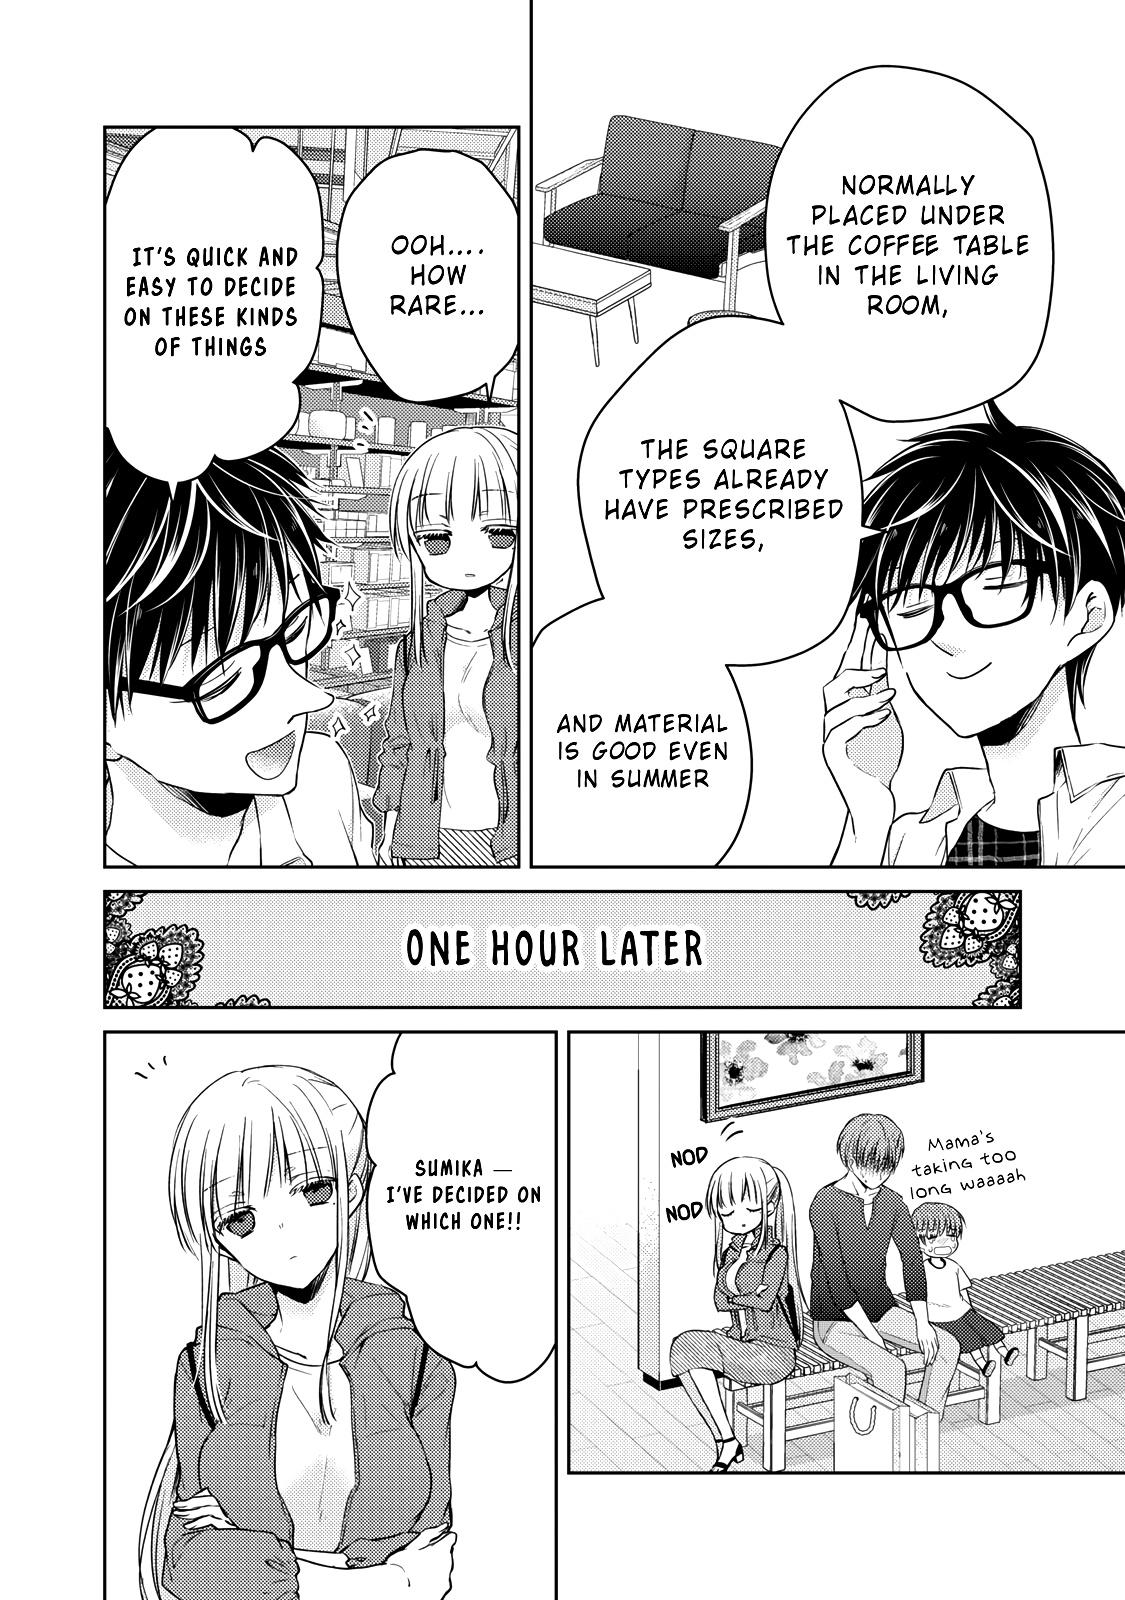 NORMALLY
PLACED UNDER
THE COFFEE TABLE
IN THE LIVING
ROOM,
THE SQUARE
TYPES ALREADY
HAVE PRESCRIBED
SIZES,
AND MATERIAL
IS GOOD EVEN
IN SUMMER
OOH....
HOW
RARE...
IT'S QUICK AND
EASY TO DECIDE
ON THESE KINDS
OF THINGS
ONE HOUR LATER
Mama's
taking too
long waaaah
NOD
NOD
SUMIKA —
I'VE DECIDED ON
WHICH ONE!!